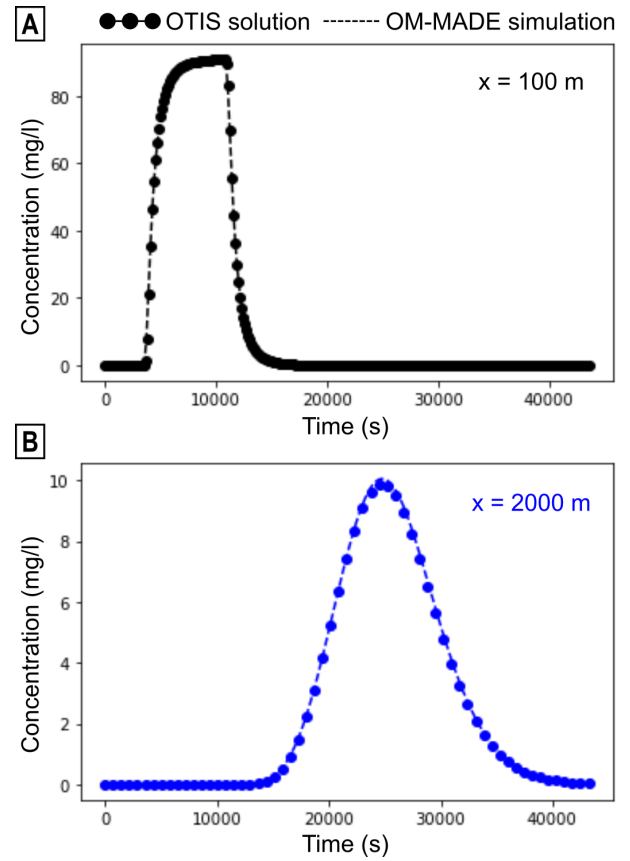 A
OTIS solution OM-MADE simulation
x = 100 m
Concentration (mg/l)
80
60
40
20
0
0 10000 20000 30000 40000
Time (s)
B
x = 2000 m
Concentration (mg/l)
10
8
6
4
2
0
0 10000 20000 30000 40000
Time (s)